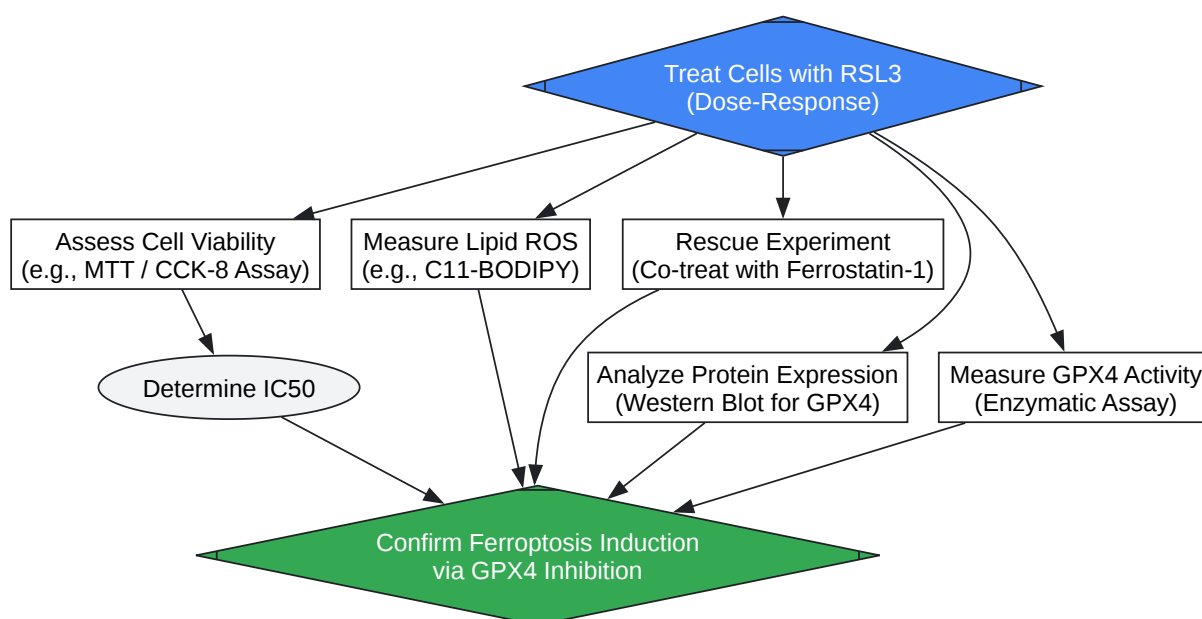 Treat Cells with RSL3
(Dose-Response)
Assess Cell Viability
(e.g., MTT / CCK-8 Assay)
Measure Lipid ROS
(e.g., C11-BODIPY)
Rescue Experiment
(Co-treat with Ferrostatin-1)
Determine IC50
Analyze Protein Expression
(Western Blot for GPX4)
Measure GPX4 Activity
(Enzymatic Assay)
Confirm Ferroptosis Induction
via GPX4 Inhibition